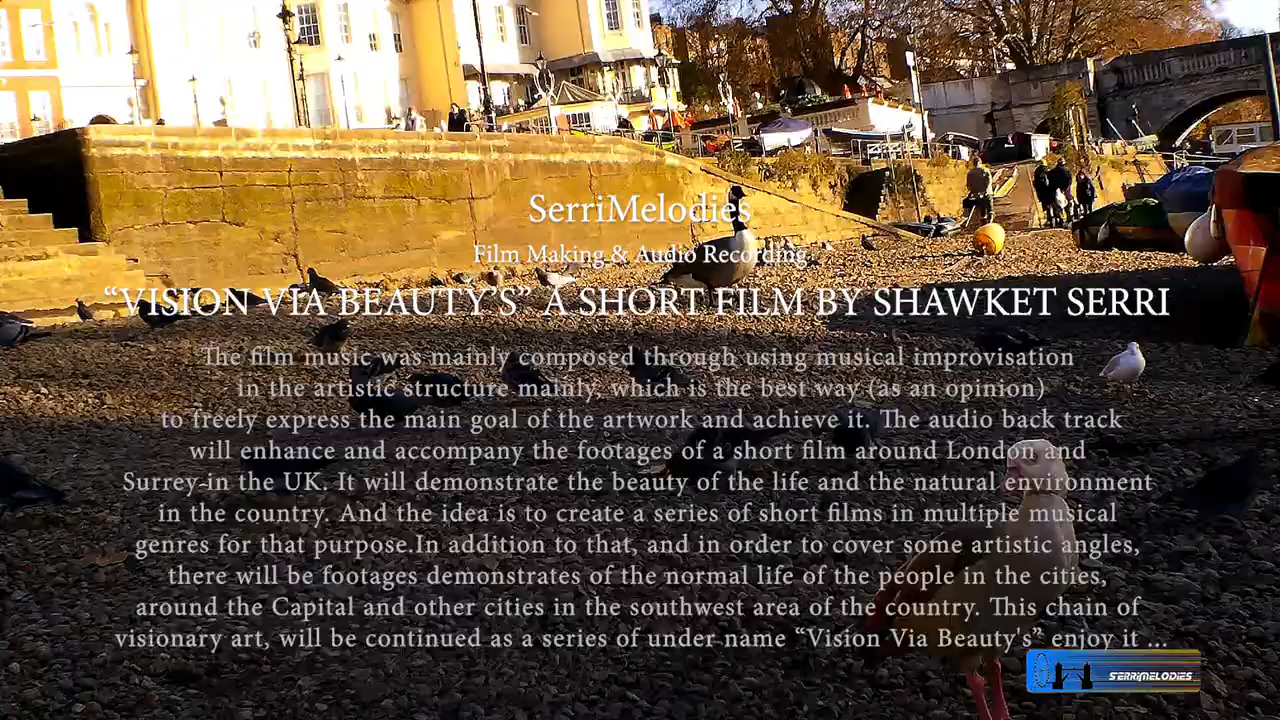 SerriMelodies
Film Making & Audio Recording
“VISION VIA BEAUTY’S” A SHORT FILM BY SHAWKET SERRI
The film music was mainly composed through using musical improvisation
in the artistic structure mainly, which is the best way (as an opinion)
to freely express the main goal of the artwork and achieve it. The audio back track
will enhance and accompany the footages of a short film around London and
Surrey-in the UK. It will demonstrate the beauty of the life and the natural environment
in the country. And the idea is to create a series of short films in multiple musical
genres for that purpose.In addition to that, and in order to cover some artistic angles,
there will be footages demonstrates of the normal life of the people in the cities,
around the Capital and other cities in the southwest area of the country. This chain of
visionary art, will be continued as a series of under name “Vision Via Beauty's” enjoy it ...
SERRIMELODIES